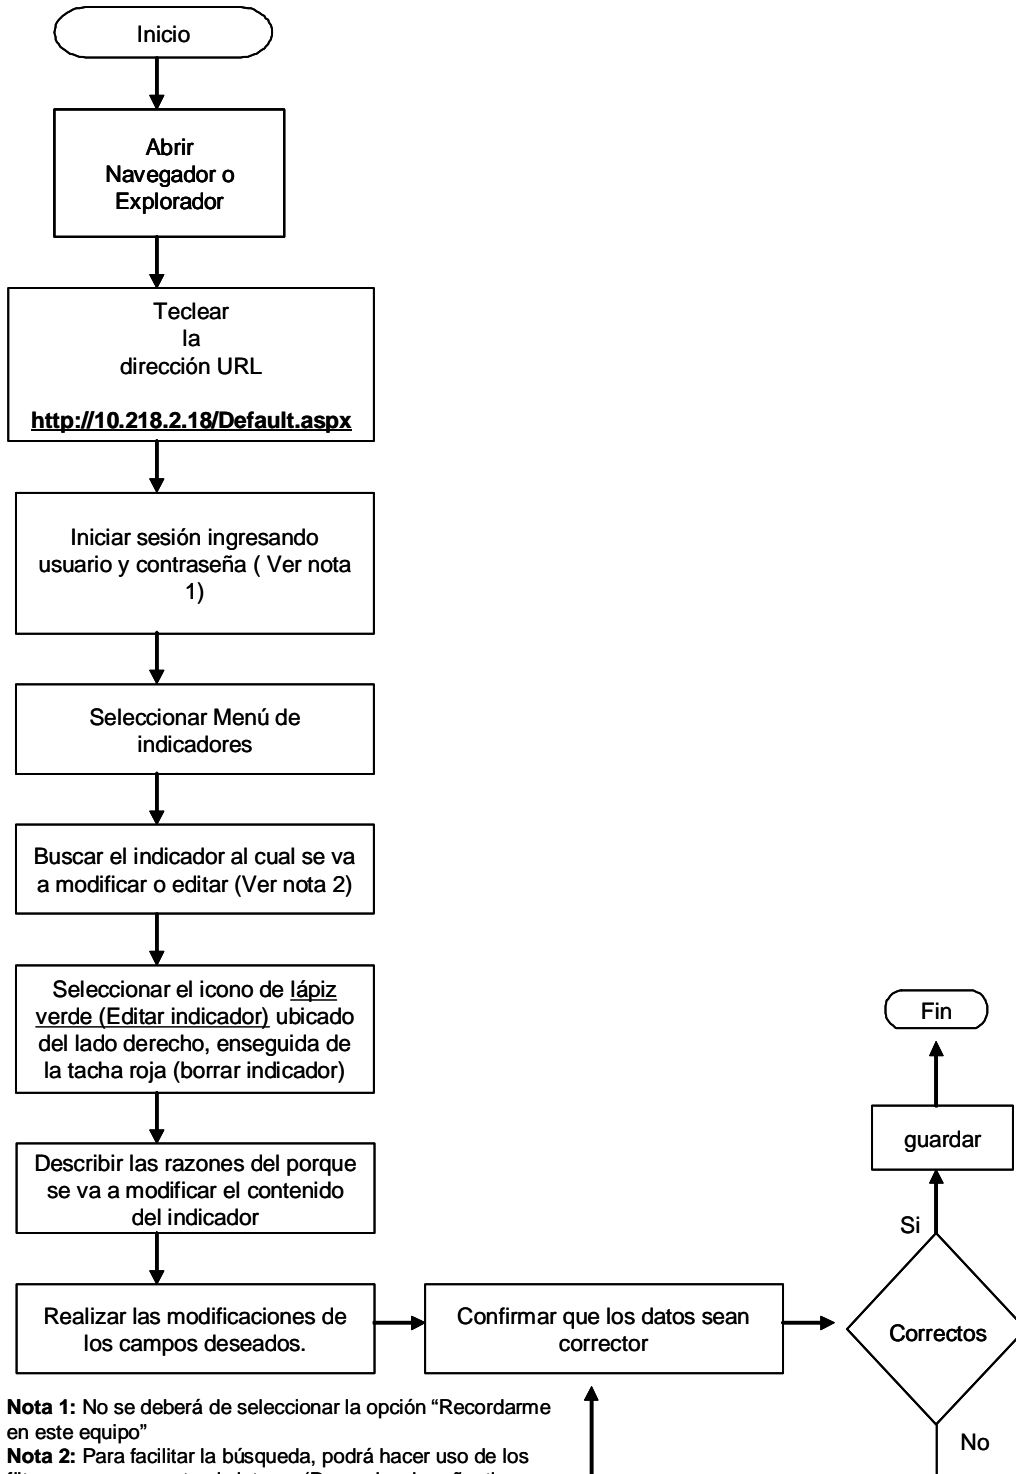 Inicio
Abrir
Navegador o
Explorador
Teclear
la
dirección URL
http://10.218.2.18/Default.aspx
Iniciar sesión ingresando
usuario y contraseña ( Ver nota
1)
Seleccionar Menú de
indicadores
Buscar el indicador al cual se va
a modificar o editar (Ver nota 2)
Seleccionar el icono de lápiz
verde (Editar indicador) ubicado
del lado derecho, enseguida de
la tacha roja (borrar indicador)
Describir las razones del porque
se va a modificar el contenido
del indicador
Realizar las modificaciones de
los campos deseados.
Confirmar que los datos sean
corrector
Correctos
Si
guardar
Fin
No
Nota 1: No se deberá de seleccionar la opción “Recordarme
en este equipo”
Nota 2: Para facilitar la búsqueda, podrá hacer uso de los